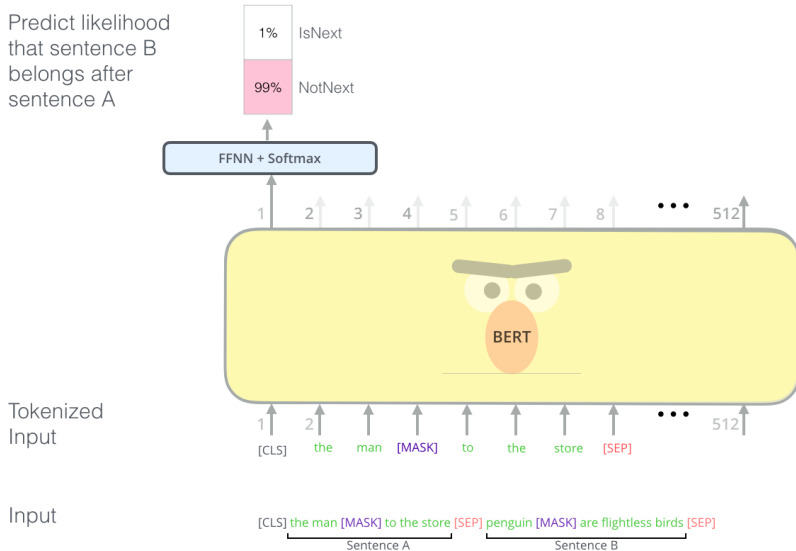 Predict likelihood
that sentence B
belongs after
sentence A
1% IsNext
99% NotNext
FFNN + Softmax
1 2 3 4 5 6 7 8 ••• 512
BERT
Tokenized
Input
1 2 ••• 512
[CLS] the man [MASK] to the store [SEP]
Input
[CLS] the man [MASK] to the store [SEP] penguin [MASK] are flightless birds [SEP]
Sentence A Sentence B